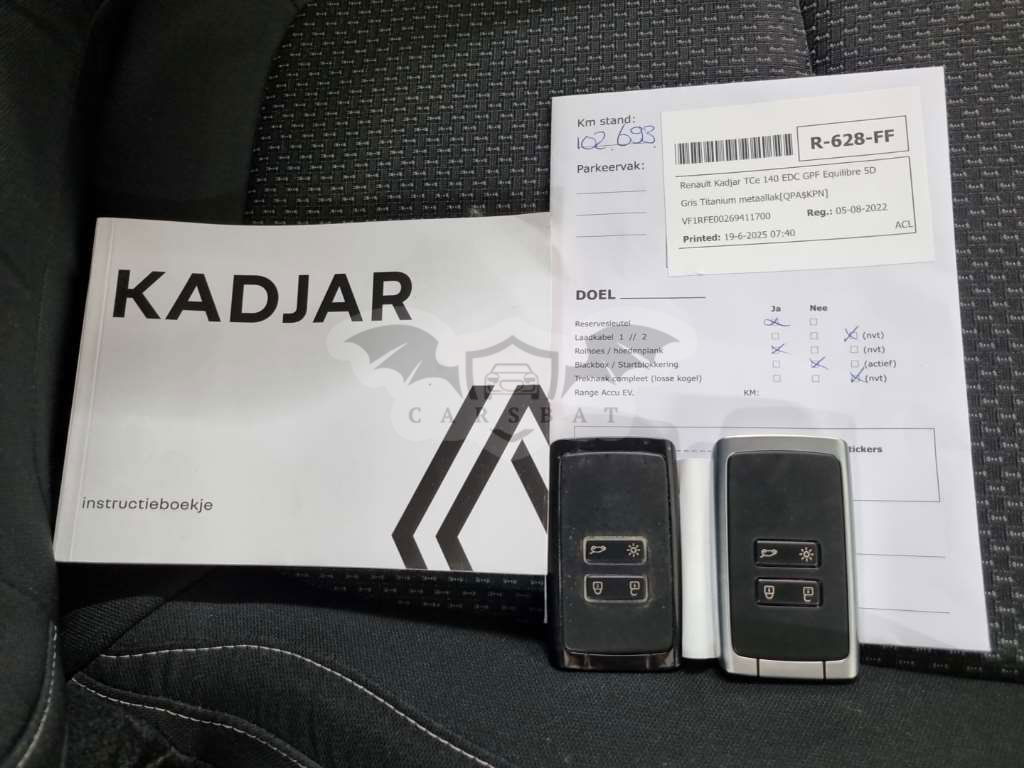 KADJAR
instructieboekje
Km stand:
102.693
Parkeervak:
R-628-FF
Renault Kadjar TCe 140 EDC GPF Equilibre 5D
Gris Titanium metaallak[QPA$KPN]
VF1RFE00269411700 Reg.: 05-08-2022
Printed: 19-6-2025 07:40 ACL
DOEL
Ja Nee
Reservesleutel
Laadkabel 1 // 2 (nvt)
Rolhoes / hoedenplank (nvt)
Blackbox / Startblokkering (actief)
Trekhaak compleet (losse kogel) (nvt)
Range Accu EV. KM:
CARSBAT